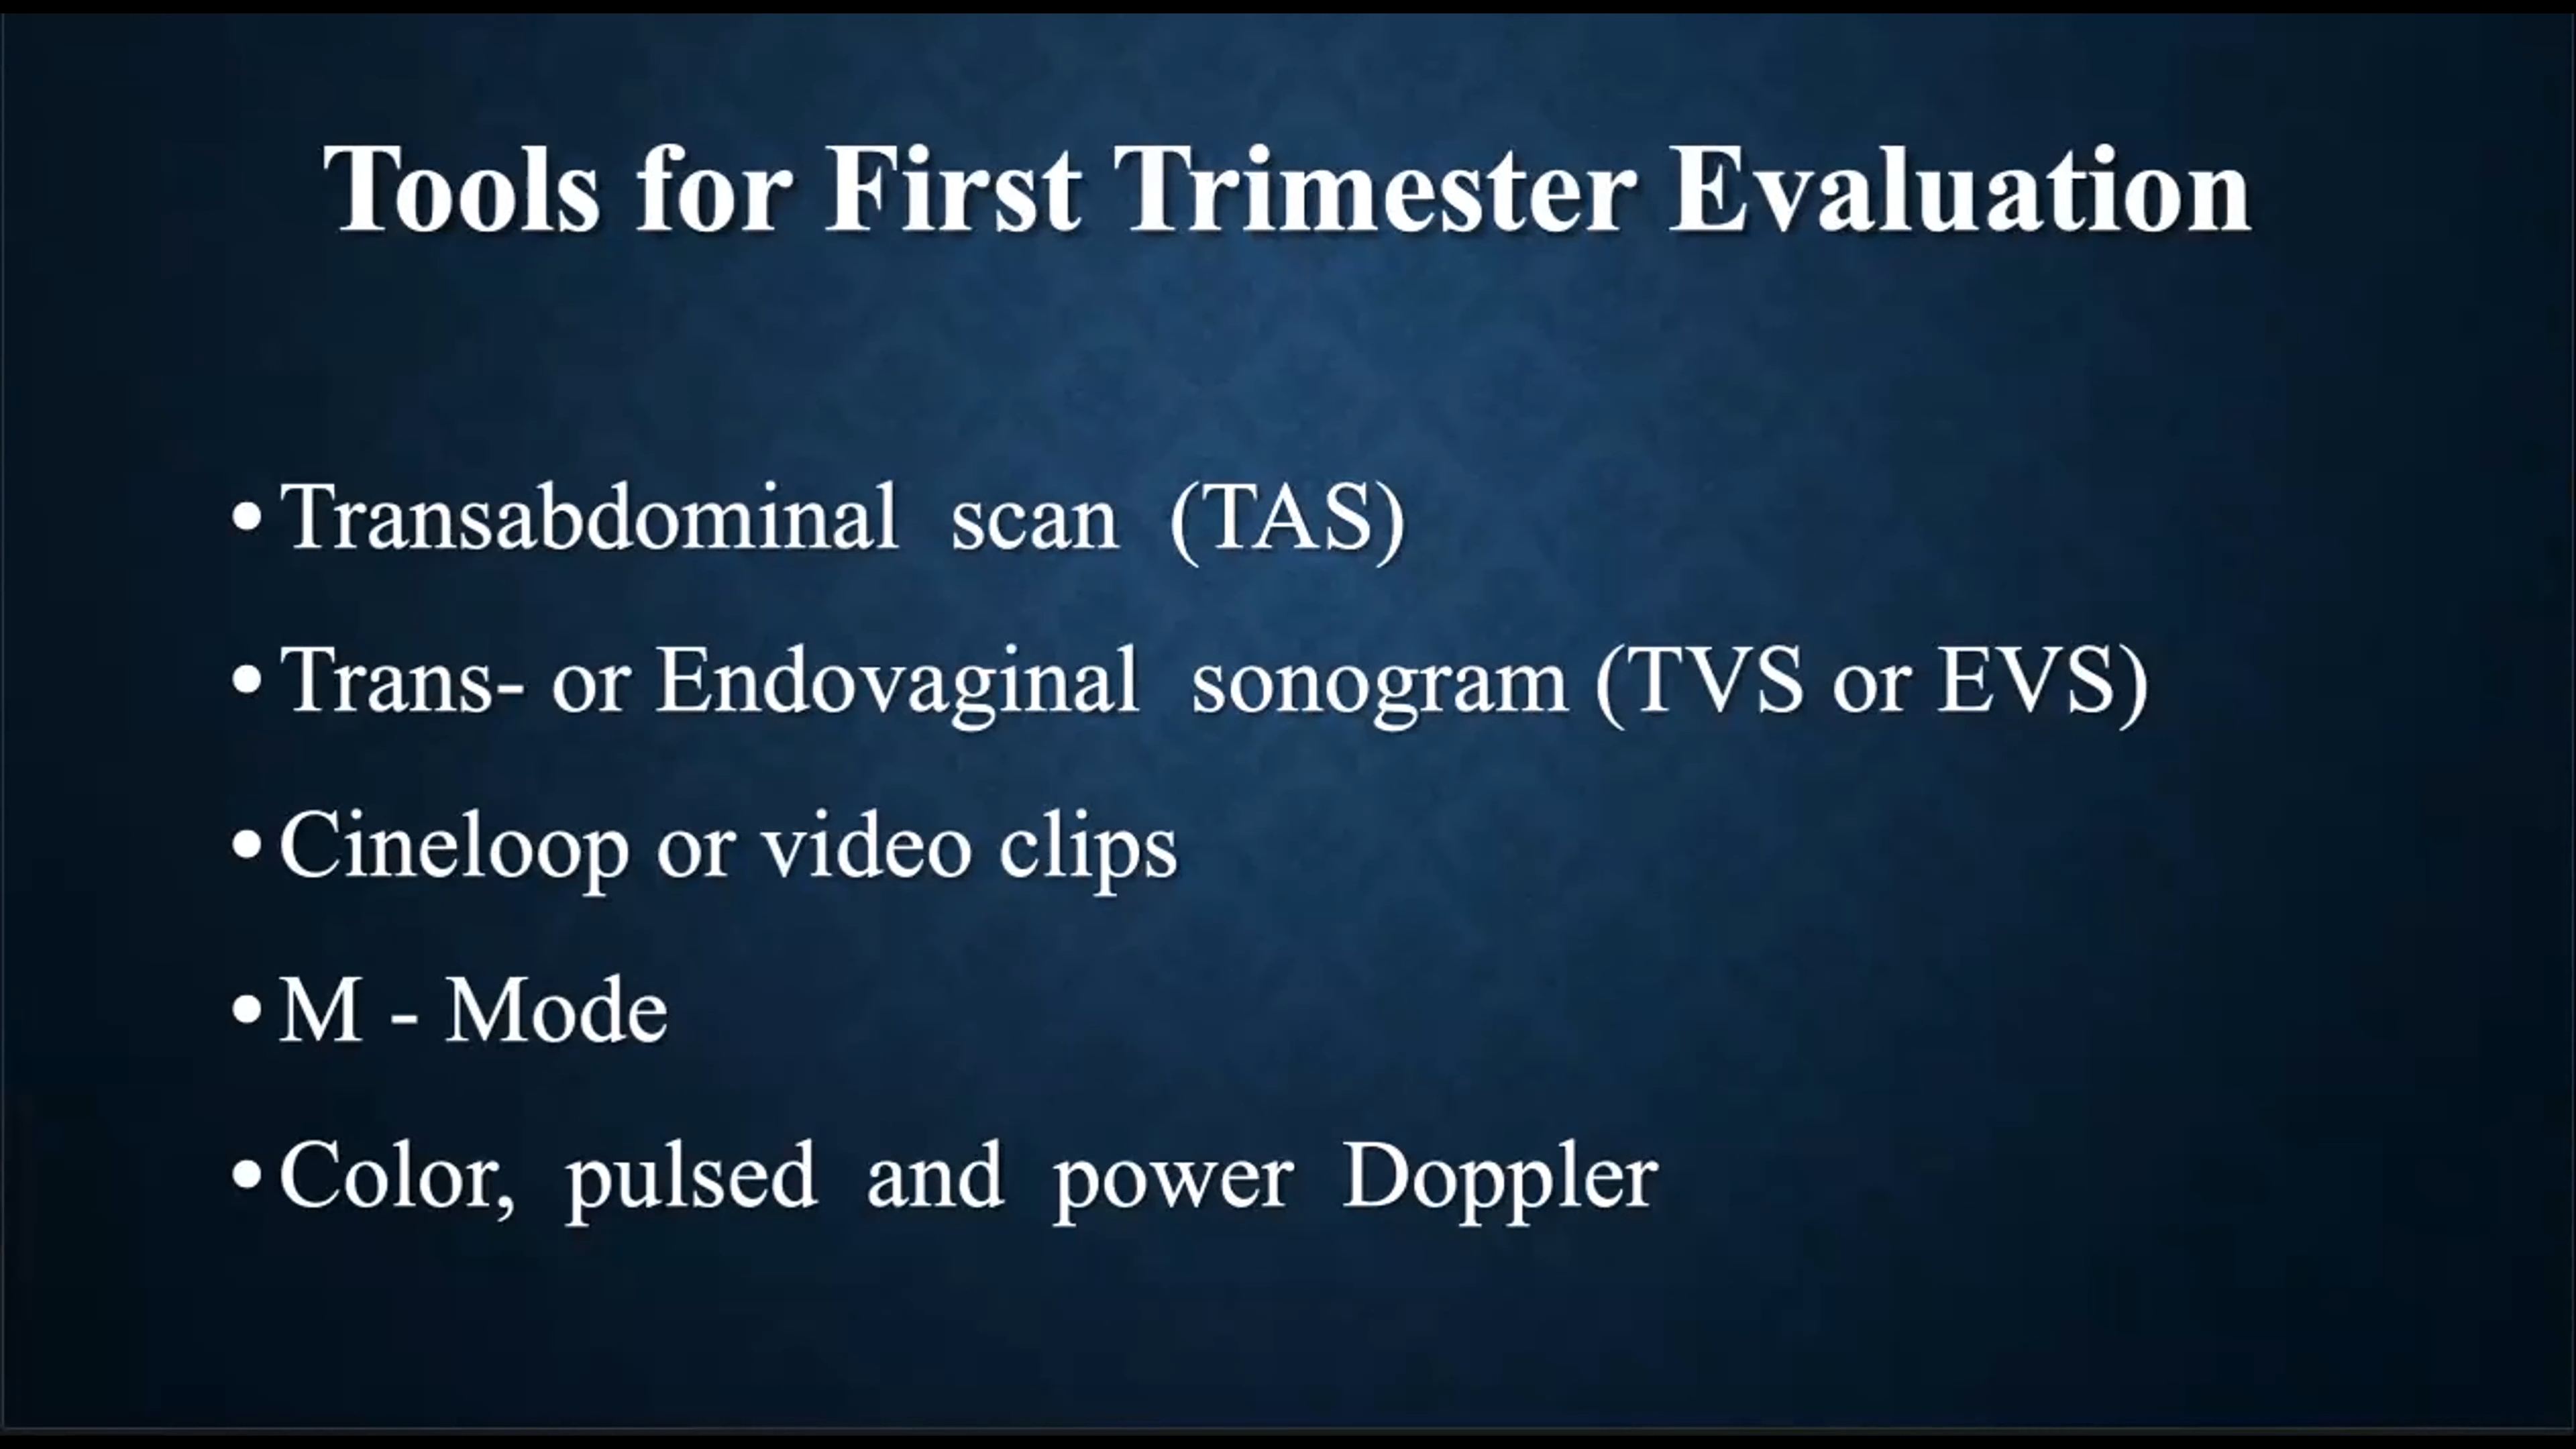 Tools for First Trimester Evaluation
• Transabdominal scan (TAS)
• Trans- or Endovaginal sonogram (TVS or EVS)
• Cineloop or video clips
• M - Mode
• Color, pulsed and power Doppler